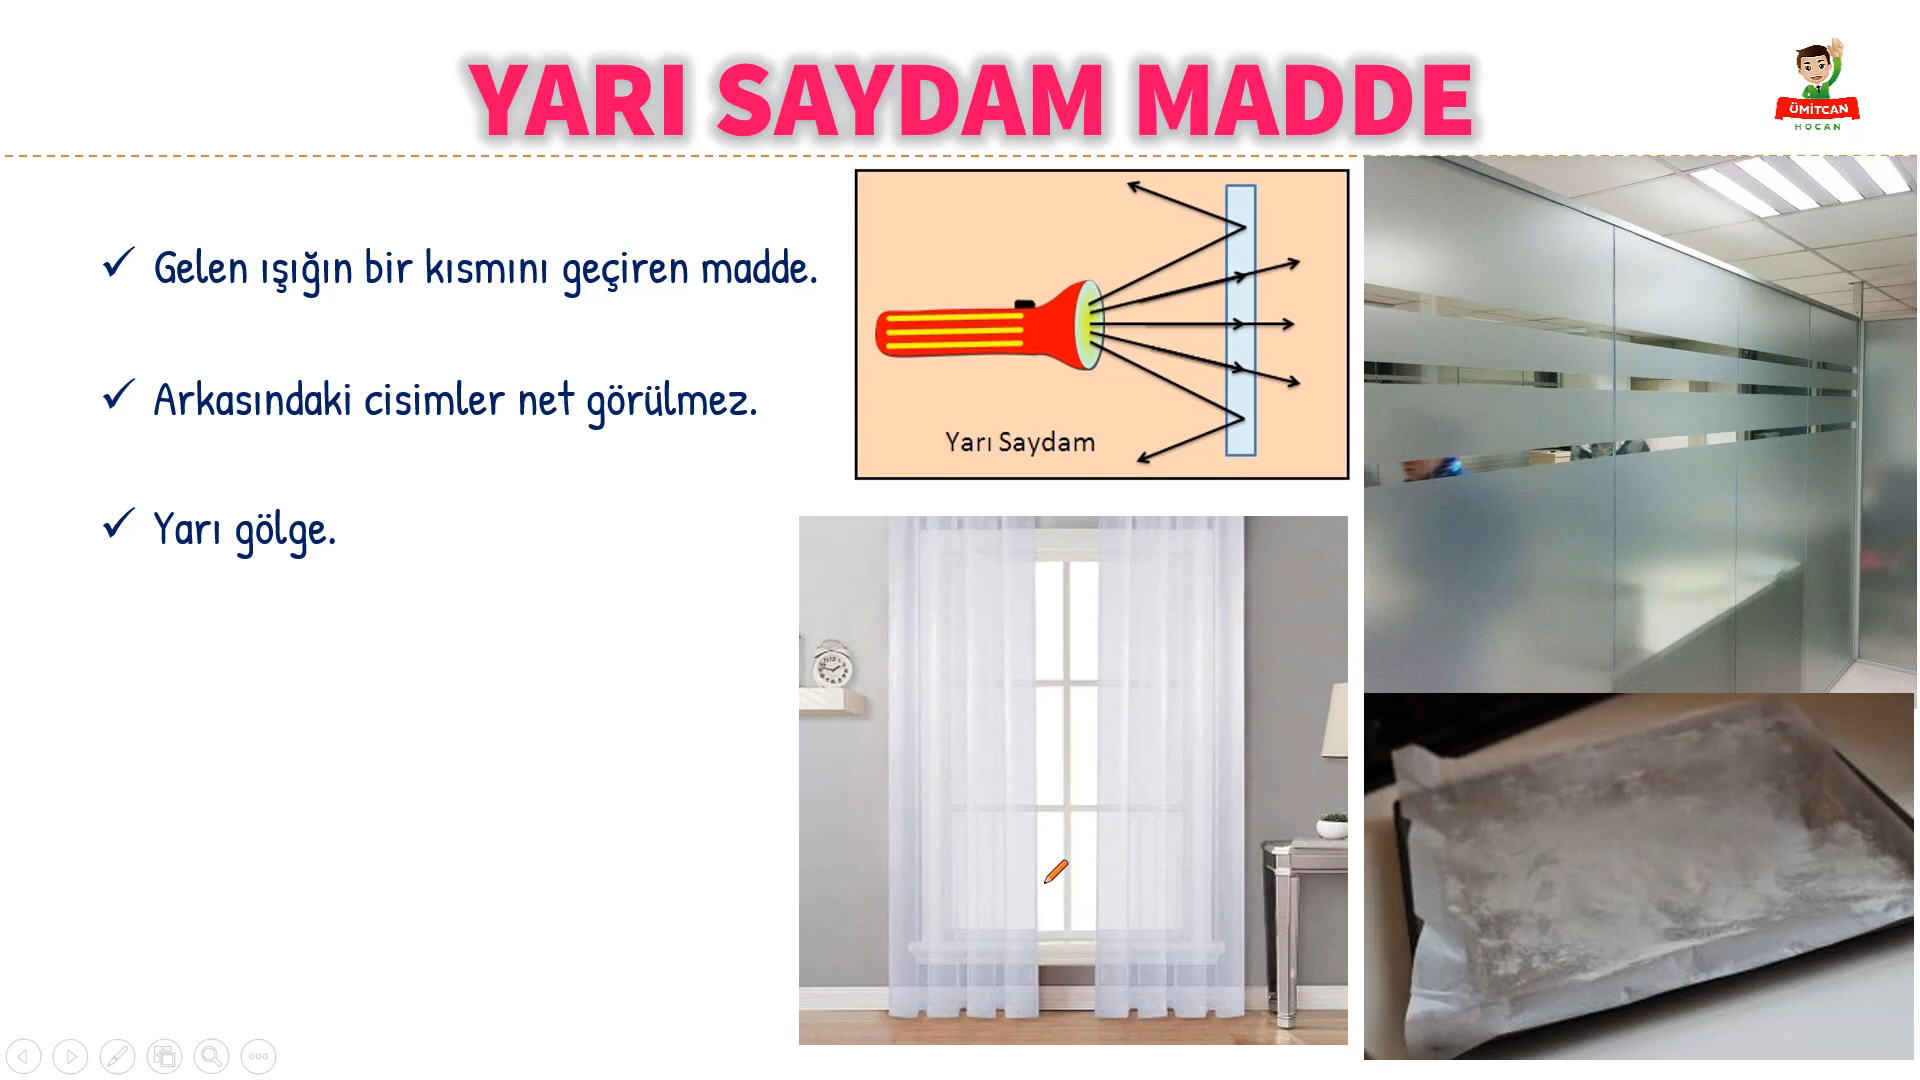 YARI SAYDAM MADDE
ÜMİTCAN
HOCAN
✓ Gelen ışığın bir kısmını geçiren madde.
✓ Arkasındaki cisimler net görülmez.
✓ Yarı gölge.
Yarı Saydam